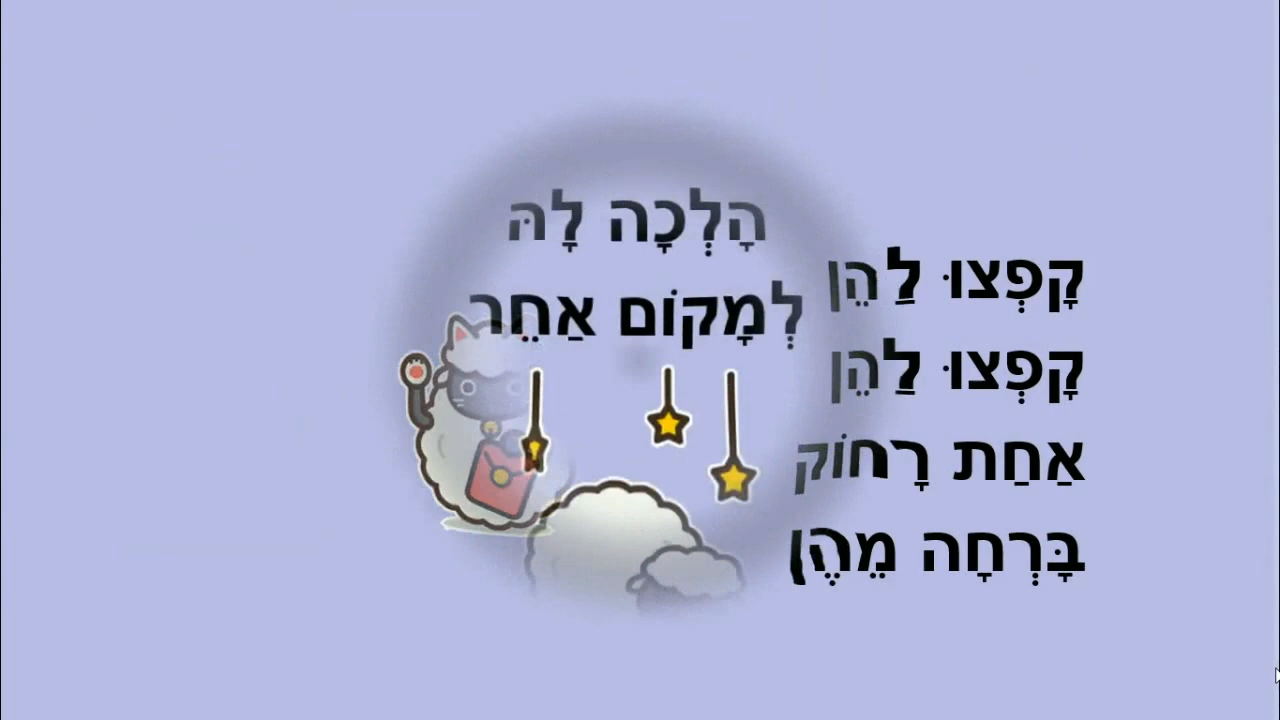 הָלְכָה לָהּ
לְמָקוֹם אַחֵר
קָפְצוּ לַהֵן
קָפְצוּ לַהֵן
אַחַת רָחוֹק
בָּרְחָה מֵהֶן